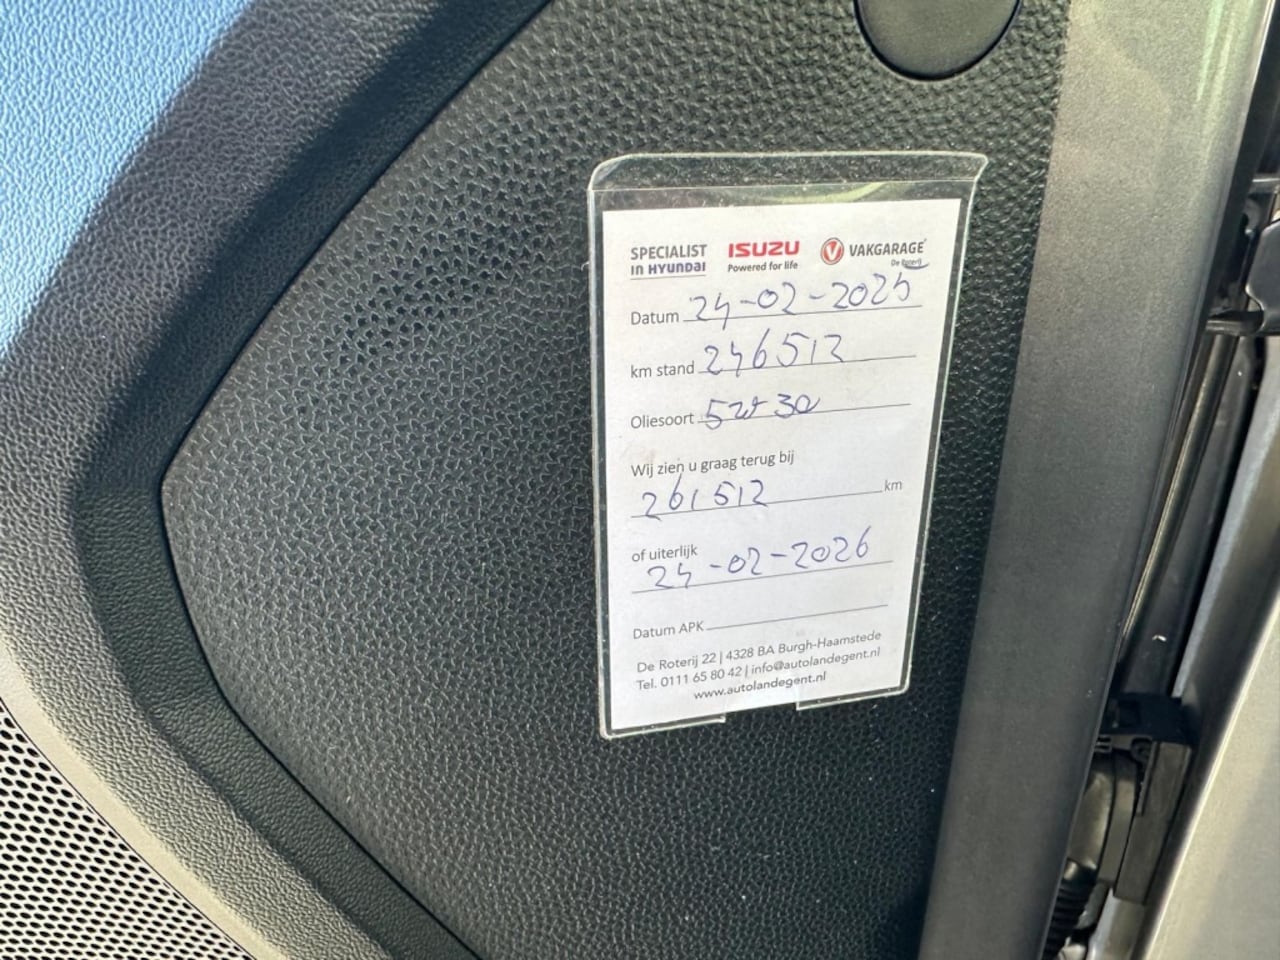 SPECIALIST in HYUNDAI
ISUZU Powered for life
VAKGARAGE De Roterij
Datum 24-02-2025
km stand 246512
Oliesoort 5w30
Wij zien u graag terug bij
261512 km
of uiterlijk
24-02-2026
Datum APK
De Roterij 22 | 4328 BA Burgh-Haamstede
Tel. 0111 65 80 42 | info@autolandegent.nl
www.autolandegent.nl